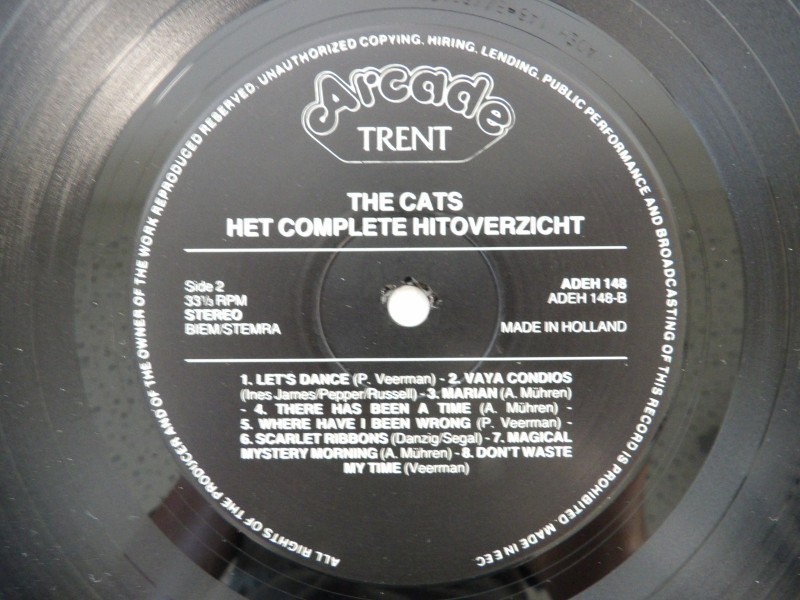 Arcade
TRENT
THE CATS
HET COMPLETE HITOVERZICHT
Side 2
33⅓ RPM
STEREO
BIEM/STEMRA
ADEH 148
ADEH 148-B
MADE IN HOLLAND
1. LET'S DANCE (P. Veerman) - 2. VAYA CONDIOS
(Ines James/Pepper/Russell) - 3. MARIAN (A. Mühren)
- 4. THERE HAS BEEN A TIME (A. Mühren) -
5. WHERE HAVE I BEEN WRONG (P. Veerman)
6. SCARLET RIBBONS (Danzig/Segal) - 7. MAGICAL
MYSTERY MORNING (A. Mühren) - 8. DON'T WASTE
MY TIME (Veerman)
ALL RIGHTS OF THE PRODUCER AND OF THE OWNER OF THE WORK REPRODUCED RESERVED. UNAUTHORIZED COPYING. HIRING. LENDING. PUBLIC PERFORMANCE AND BROADCASTING OF THIS RECORD IS PROHIBITED. MADE IN EEC.